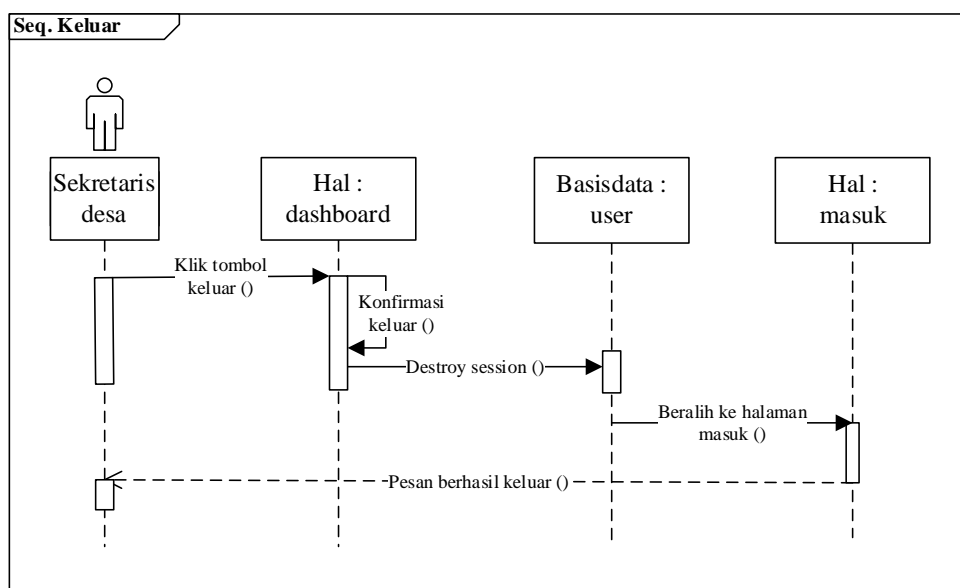 Seq. Keluar
Sekretaris
desa
Hal :
dashboard
Basisdata :
user
Hal :
masuk
Klik tombol
keluar ()
Konfirmasi
keluar ()
Destroy session ()
Beralih ke halaman
masuk ()
Pesan berhasil keluar ()